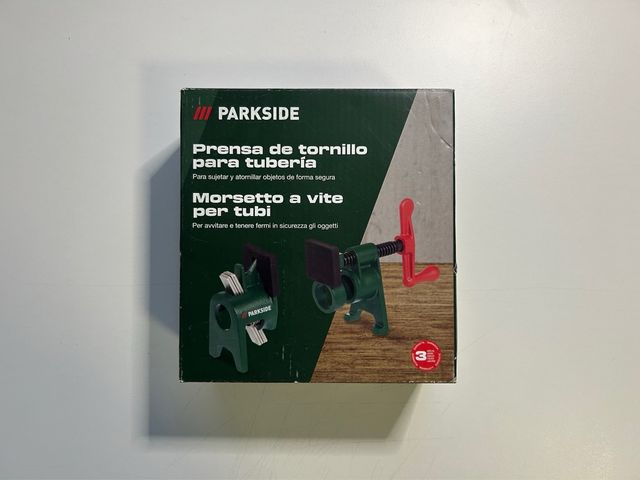 PARKSIDE
Prensa de tornillo
para tubería
Para sujetar y atornillar objetos de forma segura
Morsetto a vite
per tubi
Per avvitare e tenere fermi in sicurezza gli oggetti
PARKSIDE
3